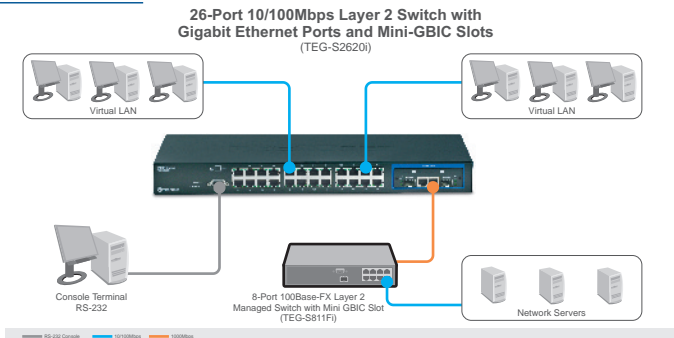 26-Port 10/100Mbps Layer 2 Switch with
Gigabit Ethernet Ports and Mini-GBIC Slots
(TEG-S2620i)
Virtual LAN
Virtual LAN
Console Terminal
RS-232
8-Port 100Base-FX Layer 2
Managed Switch with Mini GBIC Slot
(TEG-S811Fi)
Network Servers
RS-232 Console
10/100Mbps
1000Mbps